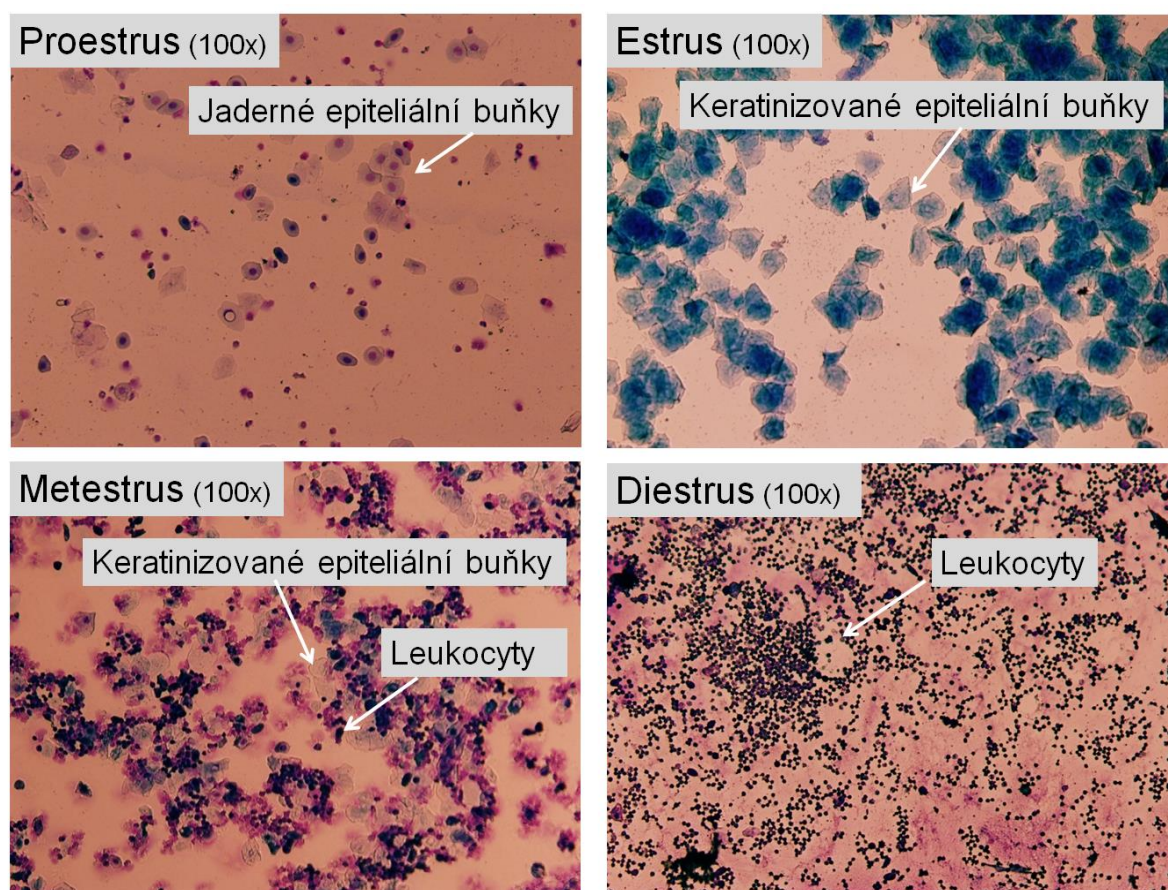 Proestrus (100x)
Jaderné epiteliální buňky
Estrus (100x)
Keratinizované epiteliální buňky
Metestrus (100x)
Keratinizované epiteliální buňky
Leukocyty
Diestrus (100x)
Leukocyty